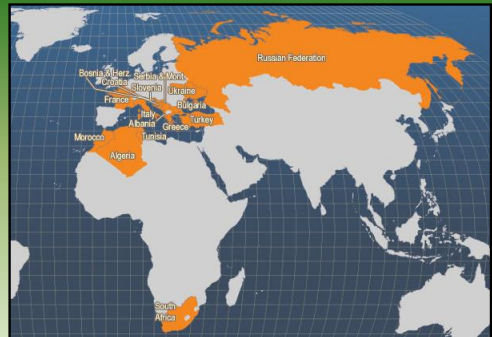 Russian Federation
Bosnia & Herz.
Serbia & Mont.
Croatia
Slovenia
Ukraine
France
Bulgaria
Italy
Turkey
Albania
Greece
Morocco
Tunisia
Algeria
South
Africa